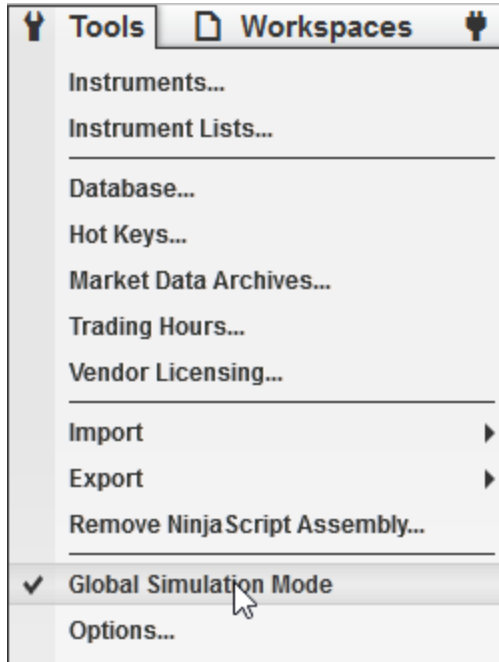 Tools Workspaces
Instruments...
Instrument Lists...
Database...
Hot Keys...
Market Data Archives...
Trading Hours...
Vendor Licensing...
Import
Export
Remove NinjaScript Assembly...
Global Simulation Mode
Options...